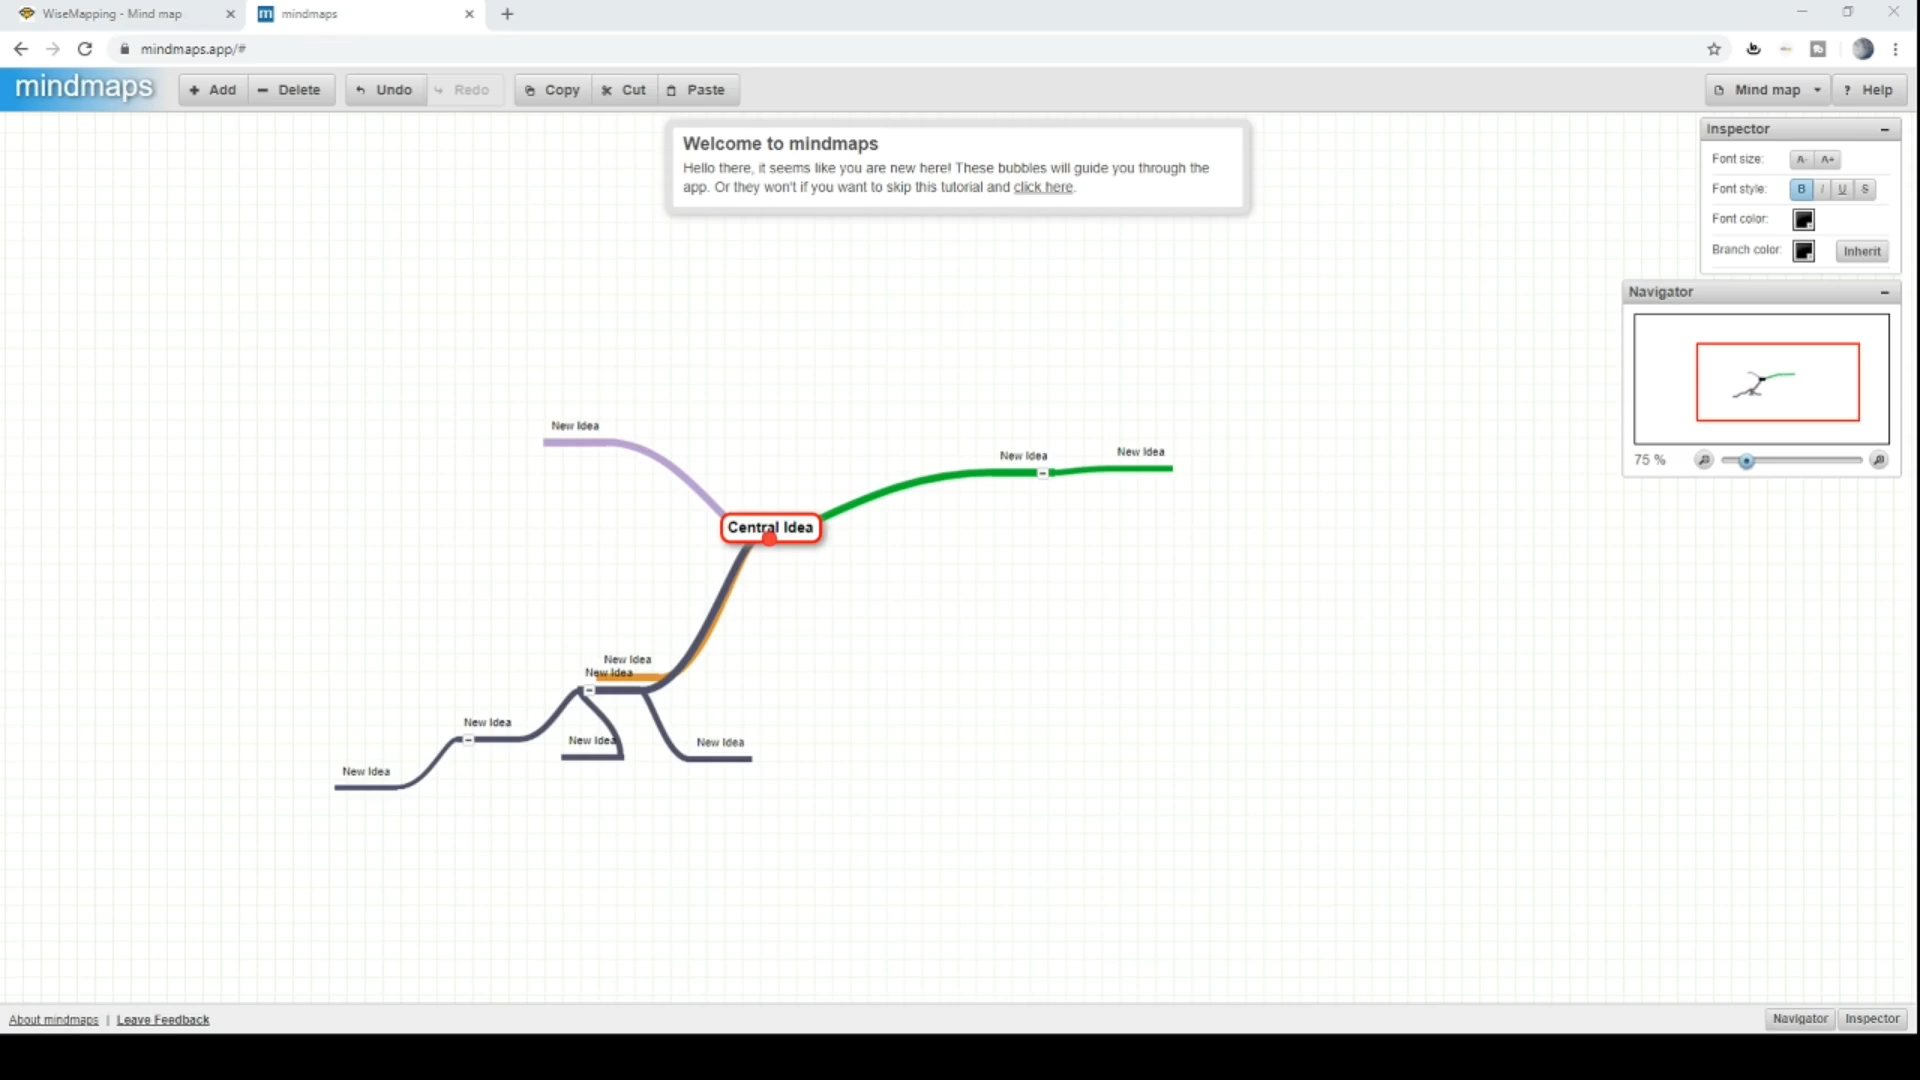 WiseMapping - Mind map
mindmaps
mindmaps.app/#
mindmaps
Add
Delete
Undo
Redo
Copy
Cut
Paste
Mind map
? Help
Welcome to mindmaps
Hello there, it seems like you are new here! These bubbles will guide you through the
app. Or they won't if you want to skip this tutorial and click here.
Inspector
Font size: A- A+
Font style: B I U S
Font color:
Branch color: Inherit
Navigator
75 %
New Idea
New Idea
New Idea
Central Idea
New Idea
New Idea
New Idea
New Idea
New Idea
New Idea
About mindmaps | Leave Feedback
Navigator
Inspector